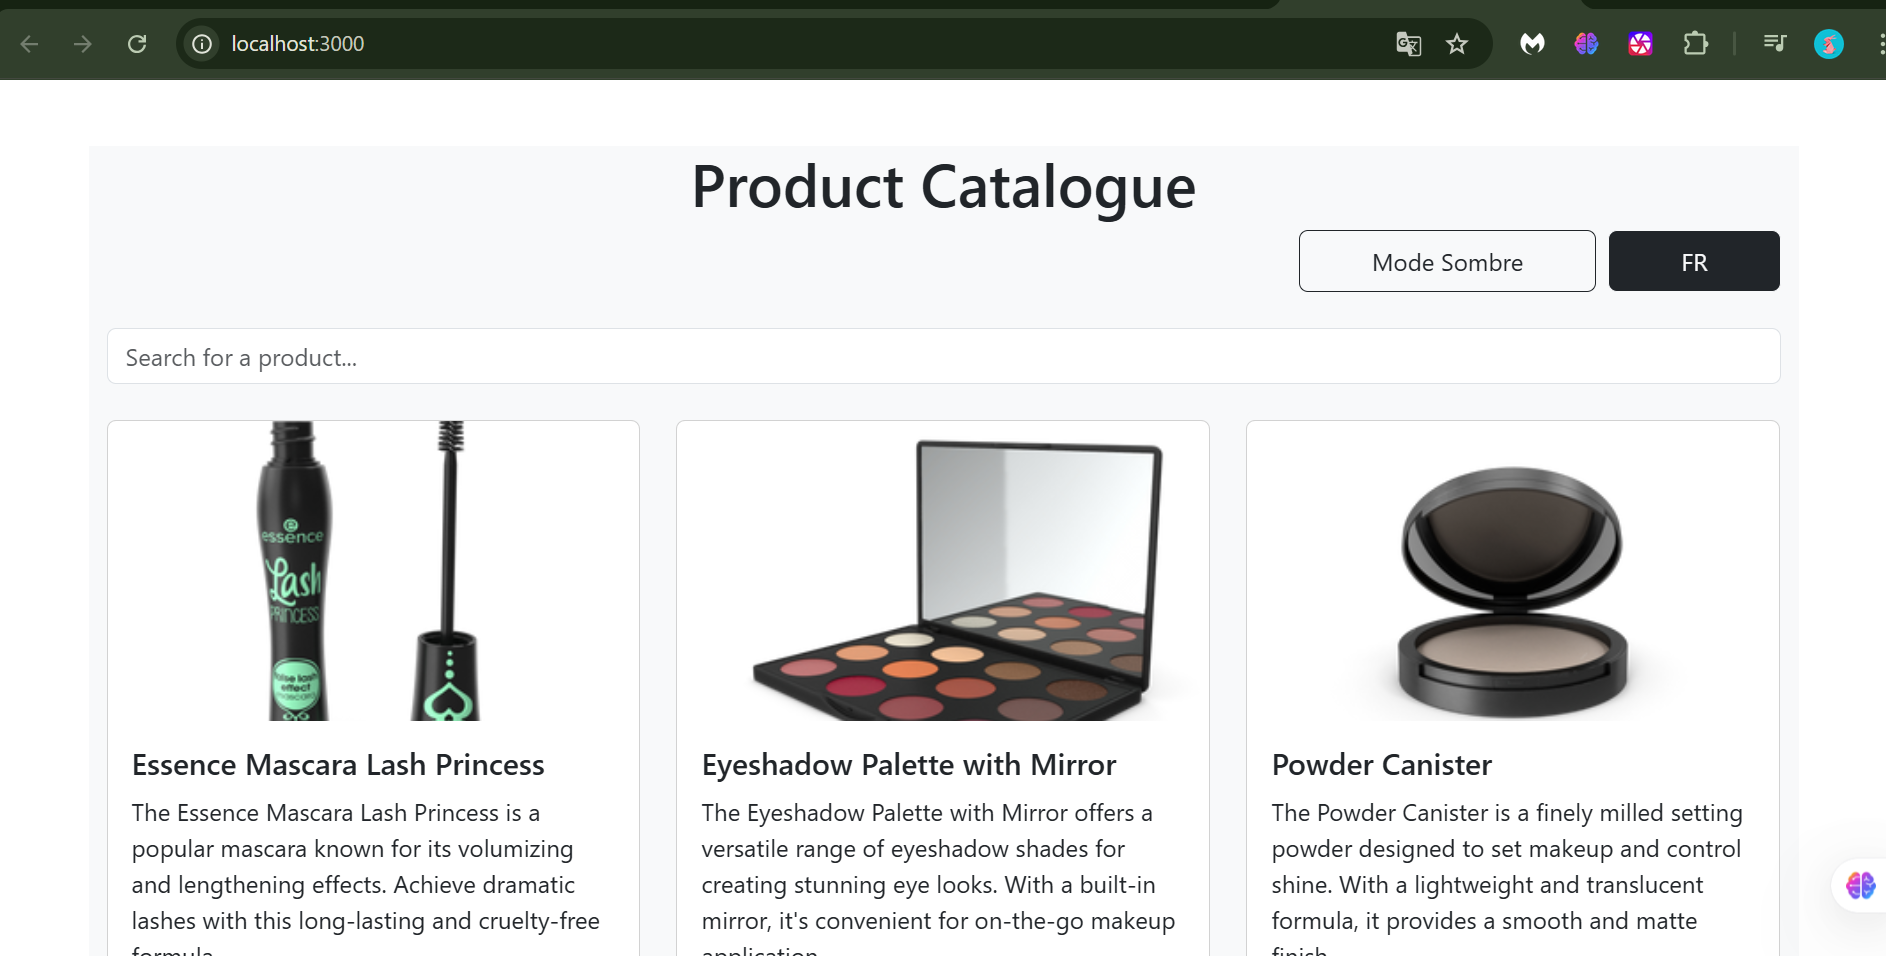 localhost:3000
Product Catalogue
Mode Sombre
FR
Search for a product...
essence
Lash
PRINCESS
false lash
effect
mascara
Essence Mascara Lash Princess
The Essence Mascara Lash Princess is a
popular mascara known for its volumizing
and lengthening effects. Achieve dramatic
lashes with this long-lasting and cruelty-free
formula.
Eyeshadow Palette with Mirror
The Eyeshadow Palette with Mirror offers a
versatile range of eyeshadow shades for
creating stunning eye looks. With a built-in
mirror, it's convenient for on-the-go makeup
application.
Powder Canister
The Powder Canister is a finely milled setting
powder designed to set makeup and control
shine. With a lightweight and translucent
formula, it provides a smooth and matte
finish.